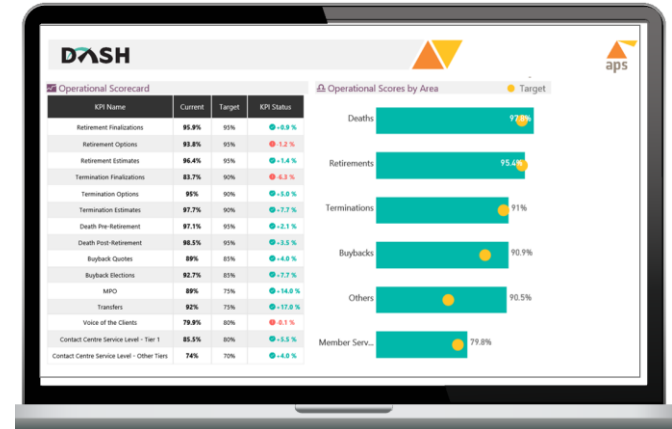 DASH
aps
Operational Scorecard
KPI Name Current Target KPI Status
Retirement Finalizations 95.9% 95% +0.9 %
Retirement Options 93.8% 95% -1.2 %
Retirement Estimates 96.4% 95% +1.4 %
Termination Finalizations 83.7% 90% -6.3 %
Termination Options 95% 90% +5.0 %
Termination Estimates 97.7% 90% +7.7 %
Death Pre-Retirement 97.1% 95% +2.1 %
Death Post-Retirement 98.5% 95% +3.5 %
Buyback Quotes 89% 85% +4.0 %
Buyback Elections 92.7% 85% +7.7 %
MPO 89% 75% +14.0 %
Transfers 92% 75% +17.0 %
Voice of the Clients 79.9% 80% -0.1 %
Contact Centre Service Level - Tier 1 85.5% 80% +5.5 %
Contact Centre Service Level - Other Tiers 74% 70% +4.0 %
Operational Scores by Area Target
Deaths 97.8%
Retirements 95.4%
Terminations 91%
Buybacks 90.9%
Others 90.5%
Member Serv... 79.8%